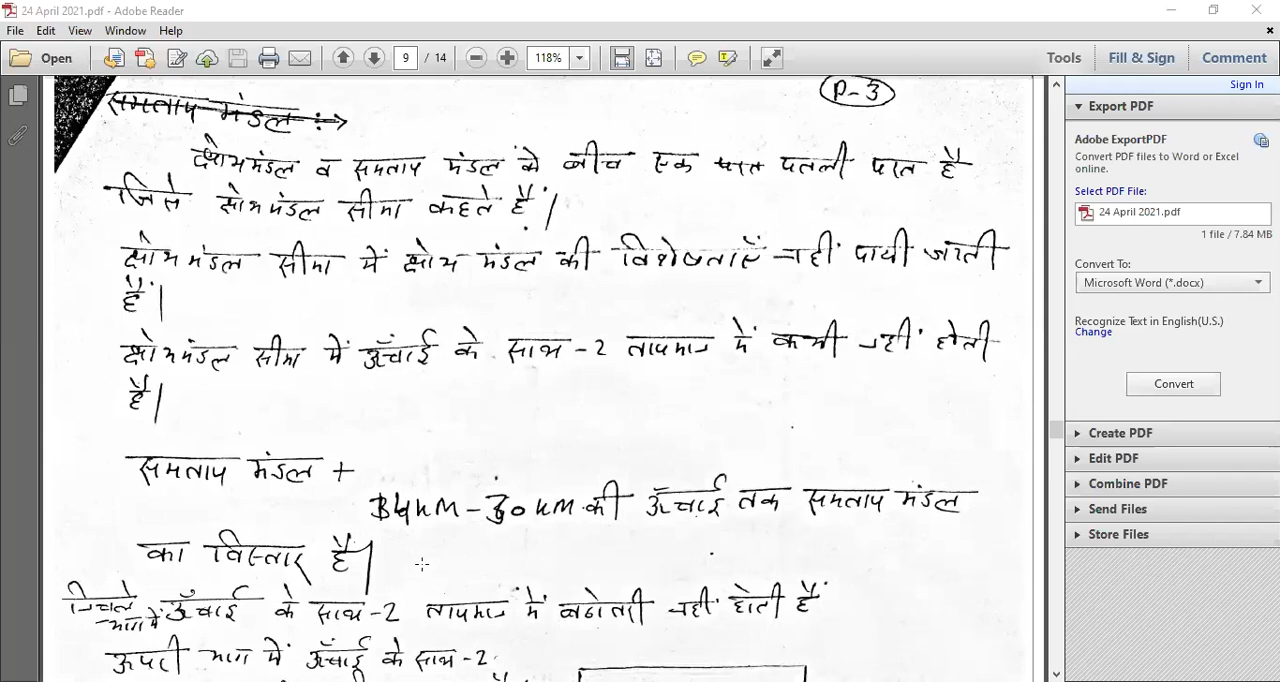 24 April 2021.pdf - Adobe Reader
File Edit View Window Help
Open 9 / 14 118% Tools Fill & Sign Comment
Sign In
Export PDF
Adobe ExportPDF
Convert PDF files to Word or Excel
online.
Select PDF File:
24 April 2021.pdf
1 file / 7.84 MB
Convert To:
Microsoft Word (*.docx)
Recognize Text in English(U.S.)
Change
Convert
Create PDF
Edit PDF
Combine PDF
Send Files
Store Files
P-3
समताप मंडल :→
क्षोभमंडल व समताप मंडल के बीच एक परत पतली परत है
जिसे क्षोभमंडल सीमा कहते हैं।
क्षोभमंडल सीमा में क्षोभ मंडल की विशेषताएँ नहीं पायी जाती
हैं।
क्षोभमंडल सीमा में ऊँचाई के साथ-2 तापमान में कमी नहीं होती
है।
समताप मंडल +
KM - 30 KM की ऊँचाई तक समताप मंडल
का विस्तार है।
निचले भाग में ऊँचाई के साथ-2 तापमान में बढोतरी नहीं होती है
ऊपरी भाग में ऊँचाई के साथ-2